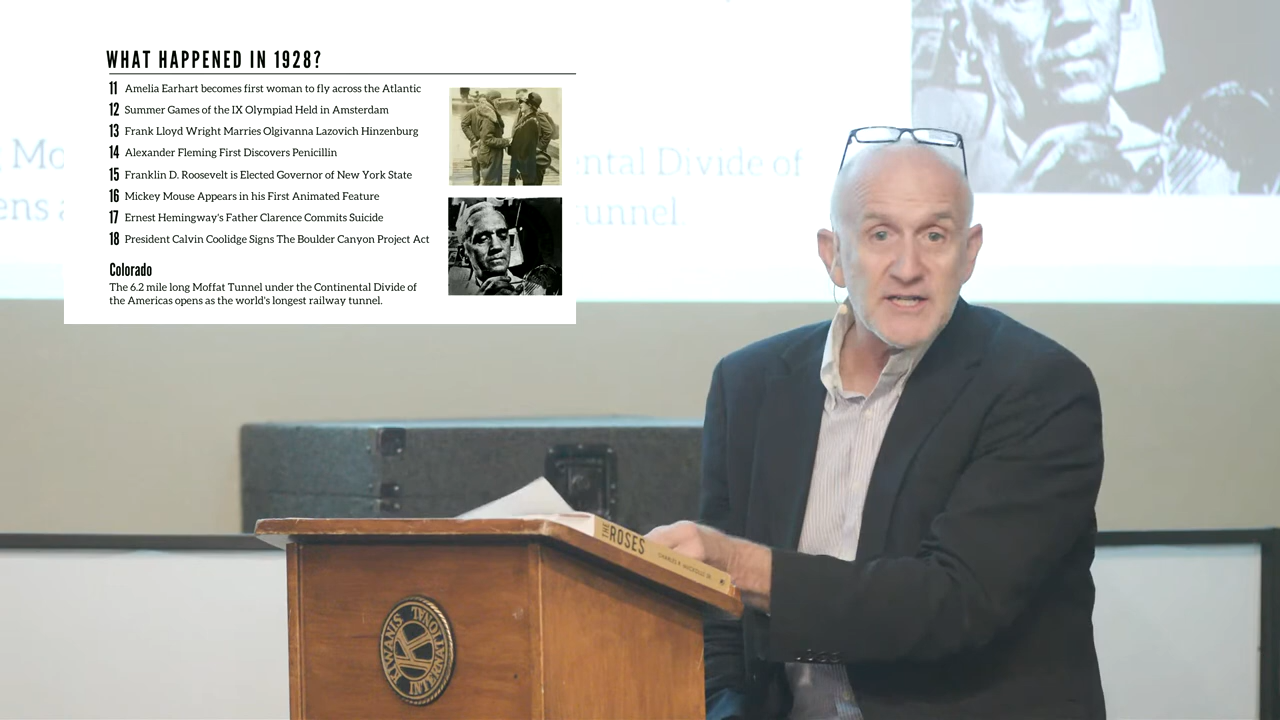 WHAT HAPPENED IN 1928?
11 Amelia Earhart becomes first woman to fly across the Atlantic
12 Summer Games of the IX Olympiad Held in Amsterdam
13 Frank Lloyd Wright Marries Olgivanna Lazovich Hinzenburg
14 Alexander Fleming First Discovers Penicillin
15 Franklin D. Roosevelt is Elected Governor of New York State
16 Mickey Mouse Appears in his First Animated Feature
17 Ernest Hemingway's Father Clarence Commits Suicide
18 President Calvin Coolidge Signs The Boulder Canyon Project Act
Colorado
The 6.2 mile long Moffat Tunnel under the Continental Divide of
the Americas opens as the world's longest railway tunnel.
g Mo
ental Divide of
ens a
tunnel.
THE ROSES
KIWANIS INTERNATIONAL
K